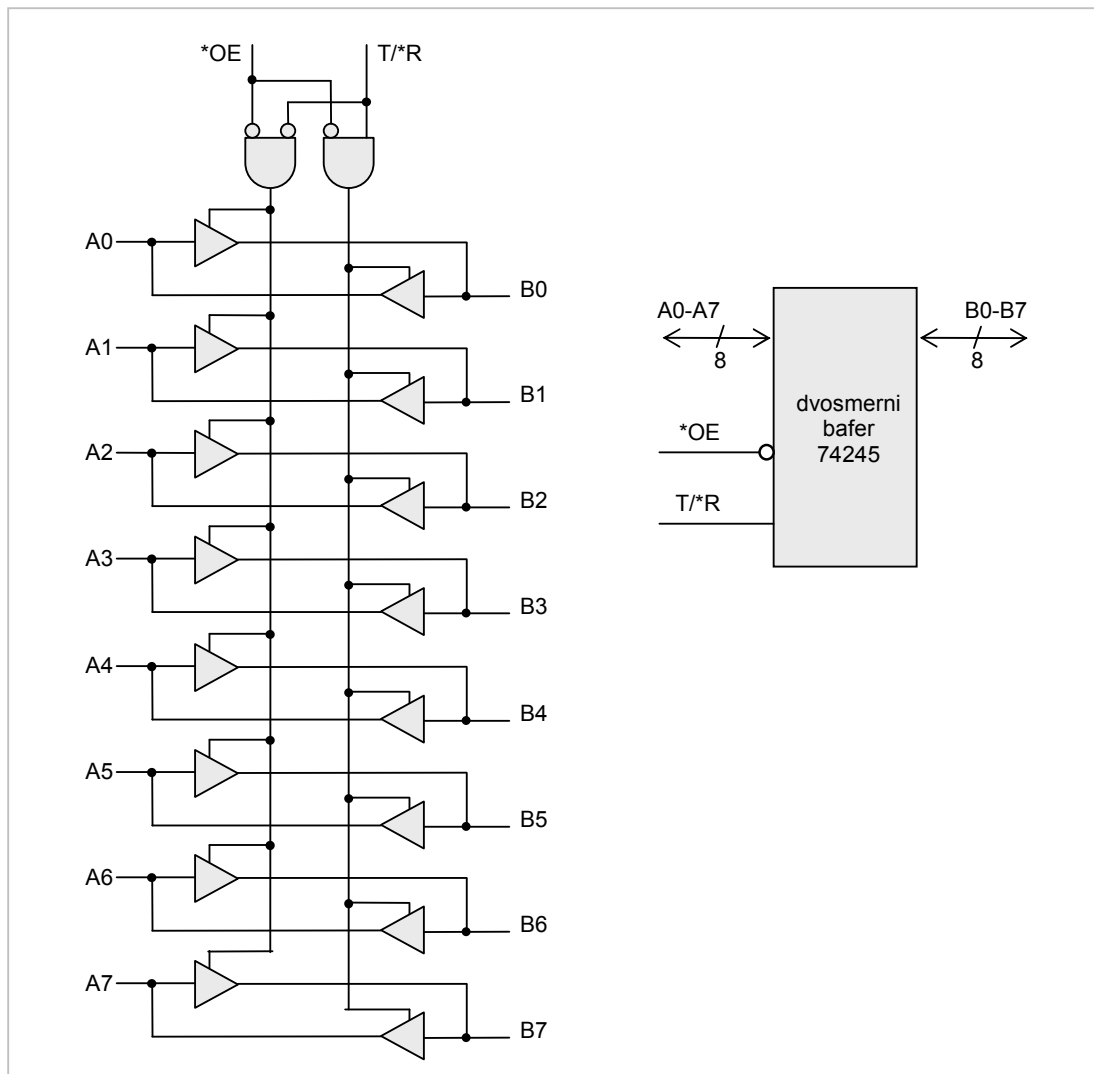 *OE T/*R
A0
B0
A1
B1
A2
B2
A3
B3
A4
B4
A5
B5
A6
B6
A7
B7
A0-A7 B0-B7
8 8
dvosmerni
bafer
74245
*OE
T/*R